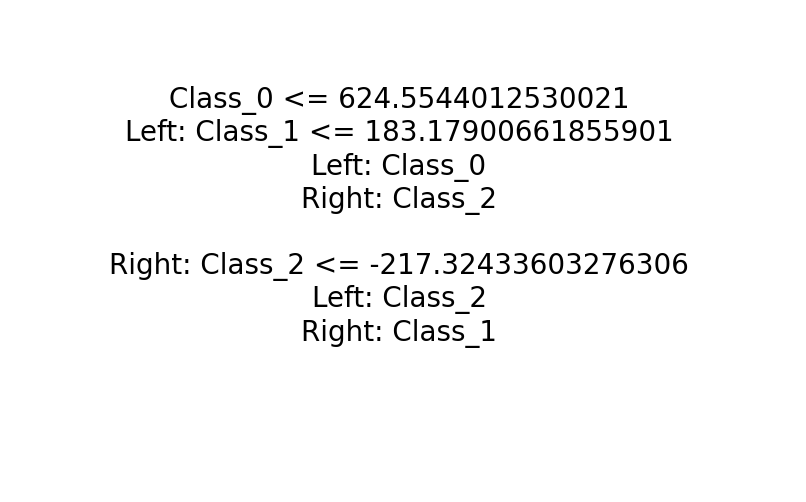 Class_0 <= 624.5544012530021
Left: Class_1 <= 183.17900661855901
Left: Class_0
Right: Class_2
Right: Class_2 <= -217.32433603276306
Left: Class_2
Right: Class_1